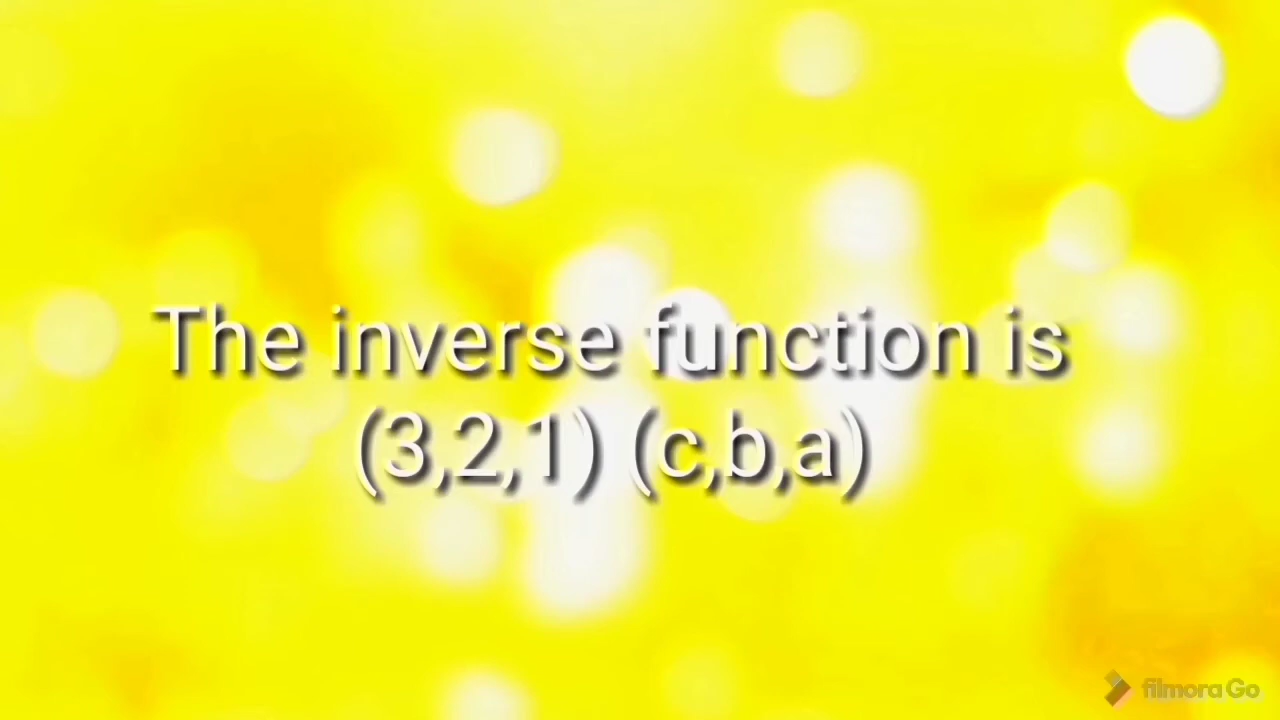 The inverse function is
(3,2,1) (c,b,a)
filmora Go